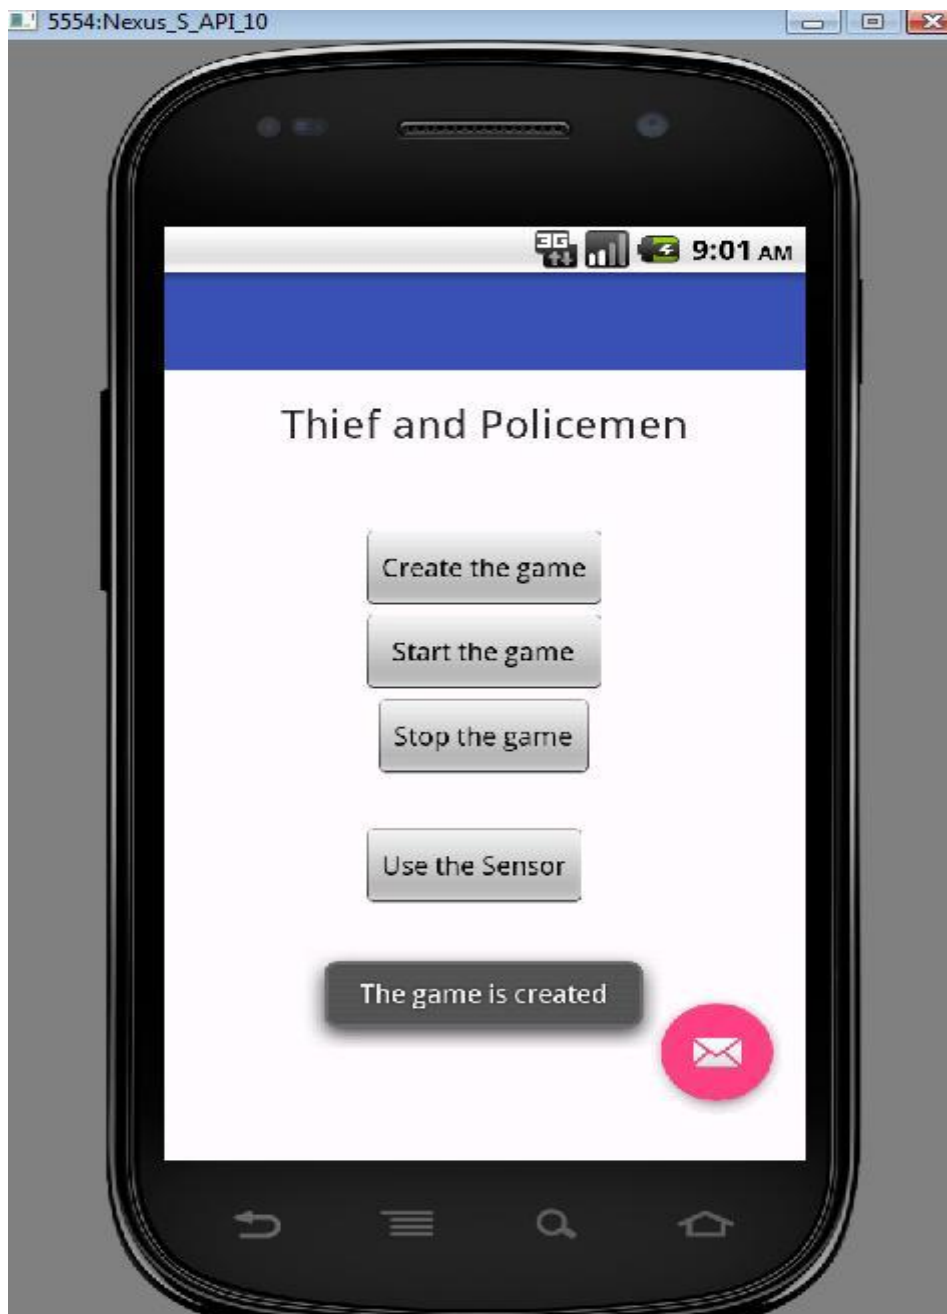 5554:Nexus_S_API_10
3G
9:01 AM
Thief and Policemen
Create the game
Start the game
Stop the game
Use the Sensor
The game is created